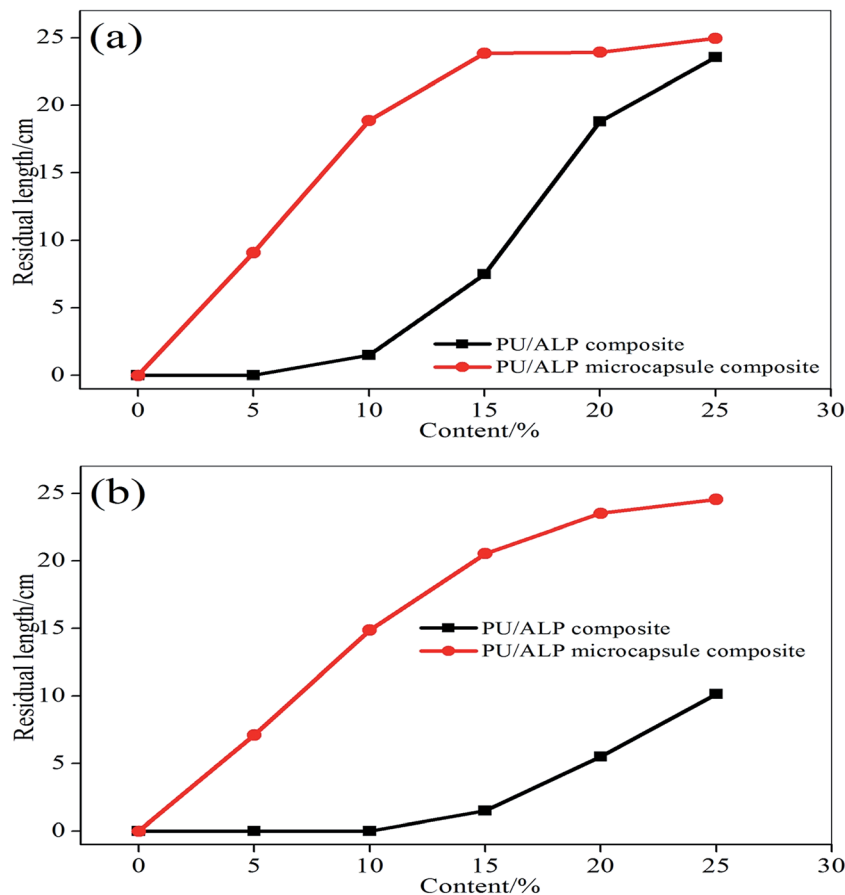 (a)
25
20
15
10
5
0
Residual length/cm
PU/ALP composite
PU/ALP microcapsule composite
0 5 10 15 20 25 30
Content/%
(b)
25
20
15
10
5
0
Residual length/cm
PU/ALP composite
PU/ALP microcapsule composite
0 5 10 15 20 25 30
Content/%